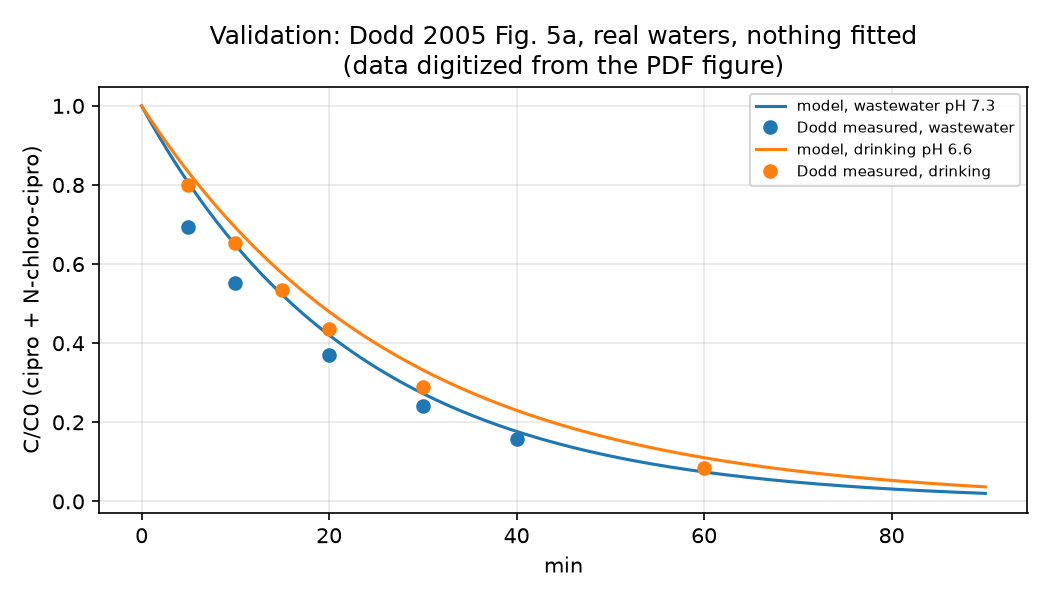 Validation: Dodd 2005 Fig. 5a, real waters, nothing fitted
(data digitized from the PDF figure)
C/C0 (cipro + N-chloro-cipro)
1.0
0.8
0.6
0.4
0.2
0.0
model, wastewater pH 7.3
Dodd measured, wastewater
model, drinking pH 6.6
Dodd measured, drinking
0 20 40 60 80
min